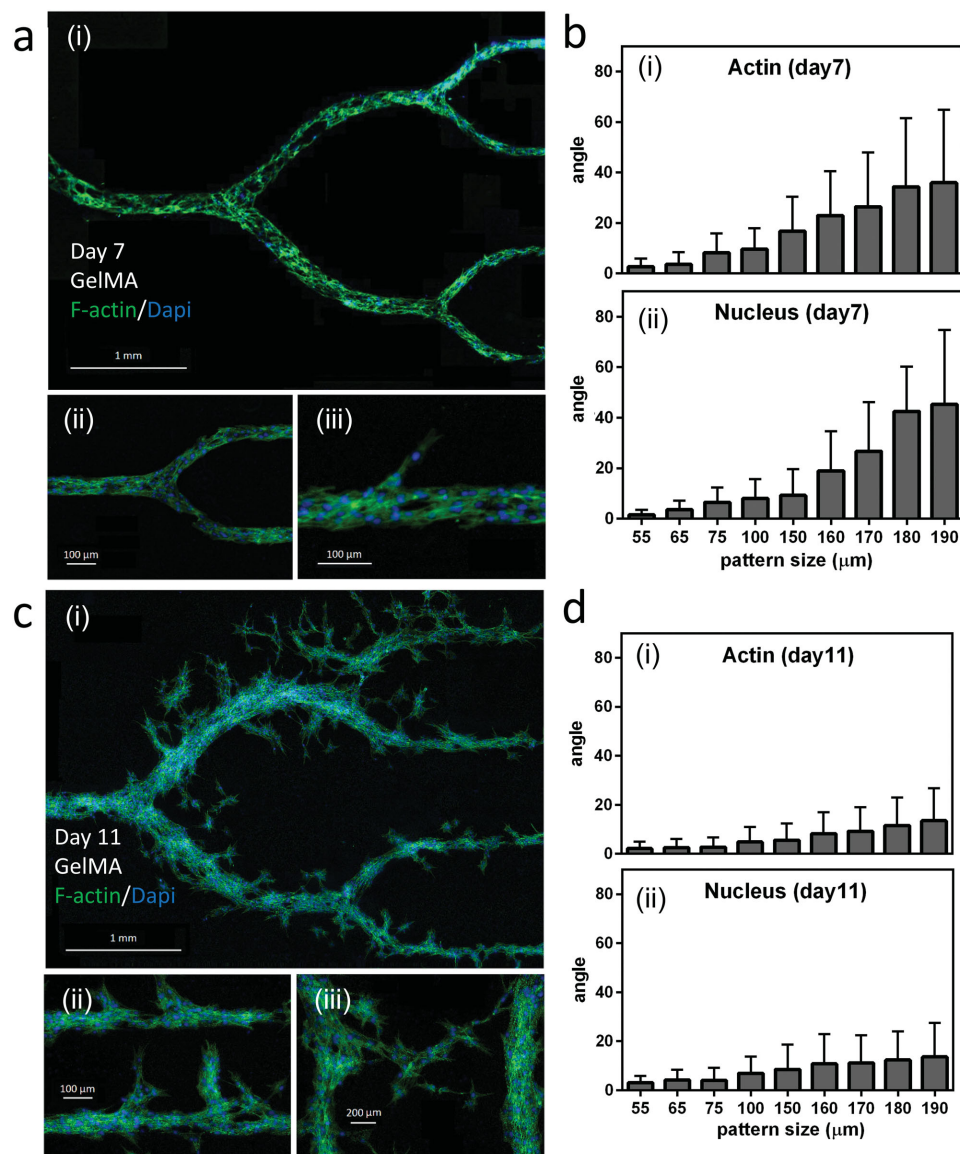 a
(i)
Day 7
GelMA
F-actin/Dapi
1 mm
(ii)
100 µm
(iii)
100 µm
b
(i)
Actin (day7)
angle
80
60
40
20
0
(ii)
Nucleus (day7)
angle
80
60
40
20
0
55 65 75 100 150 160 170 180 190
pattern size (μm)
c
(i)
Day 11
GelMA
F-actin/Dapi
1 mm
(ii)
100 µm
(iii)
200 µm
d
(i)
Actin (day11)
angle
80
60
40
20
0
(ii)
Nucleus (day11)
angle
80
60
40
20
0
55 65 75 100 150 160 170 180 190
pattern size (μm)